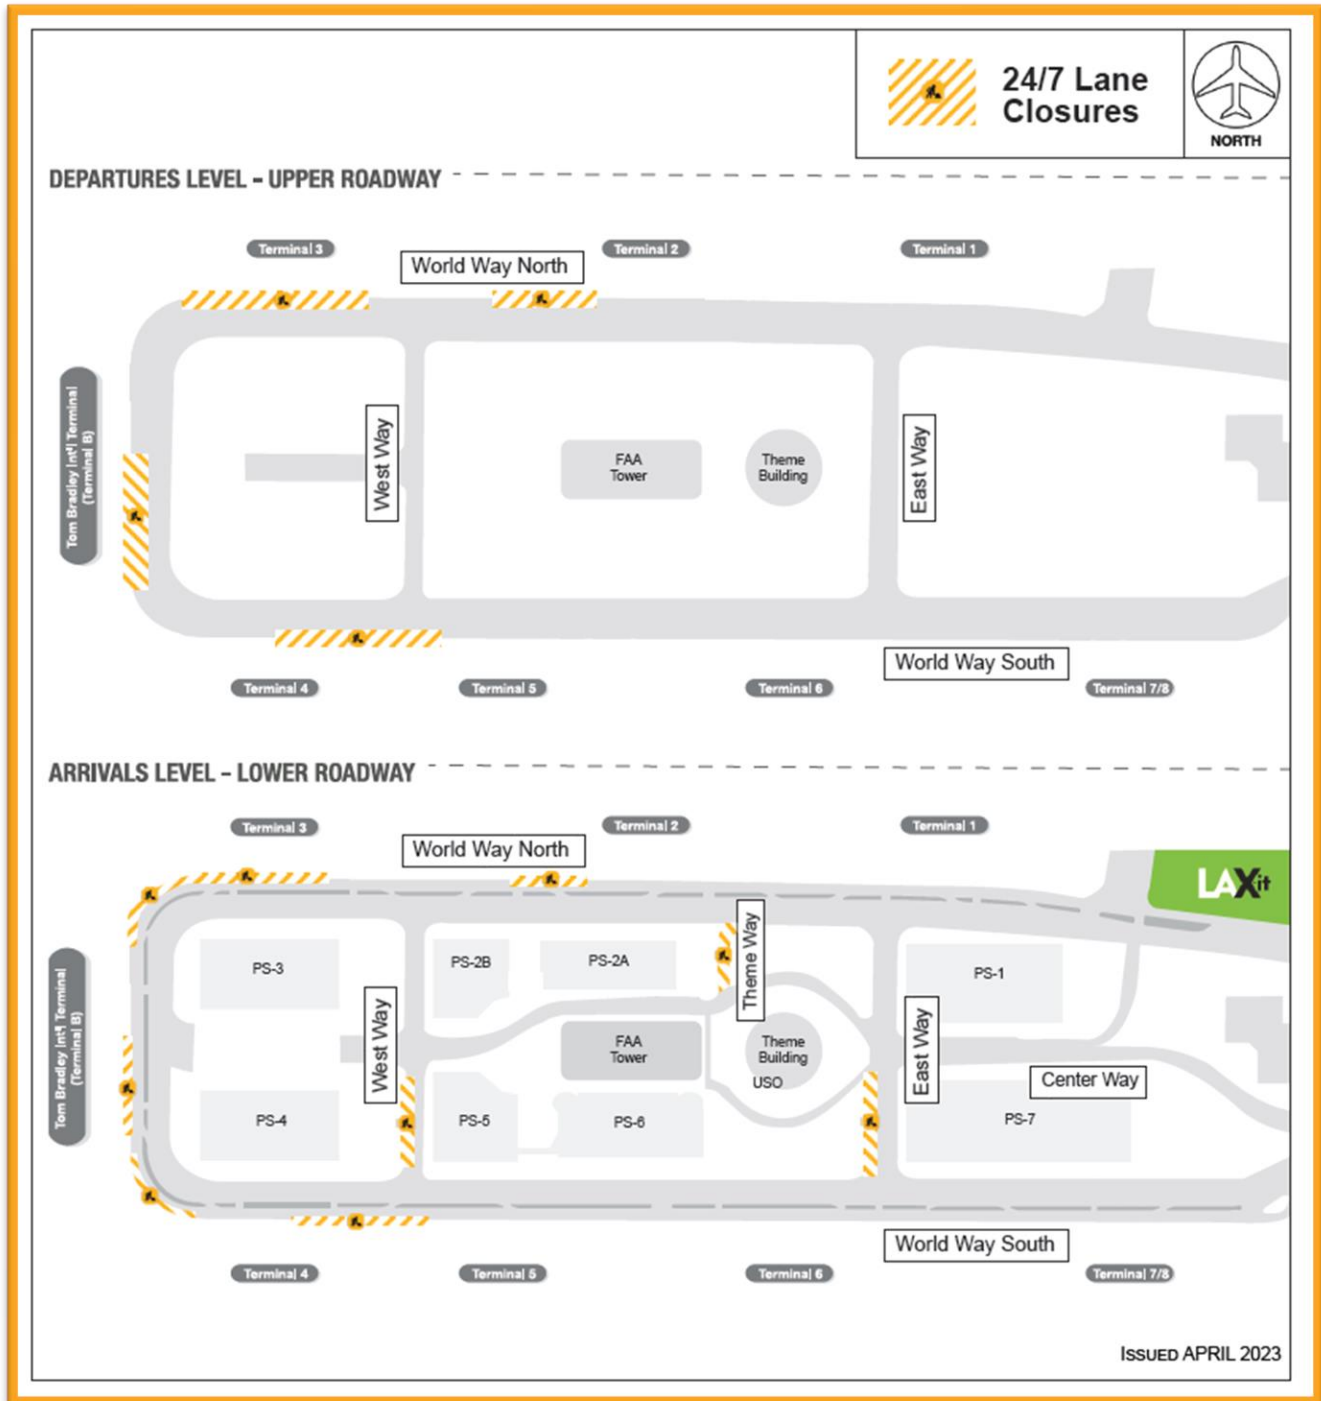 24/7 Lane
Closures
NORTH
DEPARTURES LEVEL - UPPER ROADWAY
Terminal 3
Terminal 2
Terminal 1
World Way North
Tom Bradley Int'l Terminal
(Terminal B)
West Way
FAA
Tower
Theme
Building
East Way
World Way South
Terminal 4
Terminal 5
Terminal 6
Terminal 7/8
ARRIVALS LEVEL - LOWER ROADWAY
Terminal 3
Terminal 2
Terminal 1
World Way North
LAXit
Theme Way
PS-3
PS-2B
PS-2A
PS-1
Tom Bradley Int'l Terminal
(Terminal B)
West Way
FAA
Tower
Theme
Building
USO
East Way
Center Way
PS-4
PS-5
PS-6
PS-7
World Way South
Terminal 4
Terminal 5
Terminal 6
Terminal 7/8
ISSUED APRIL 2023